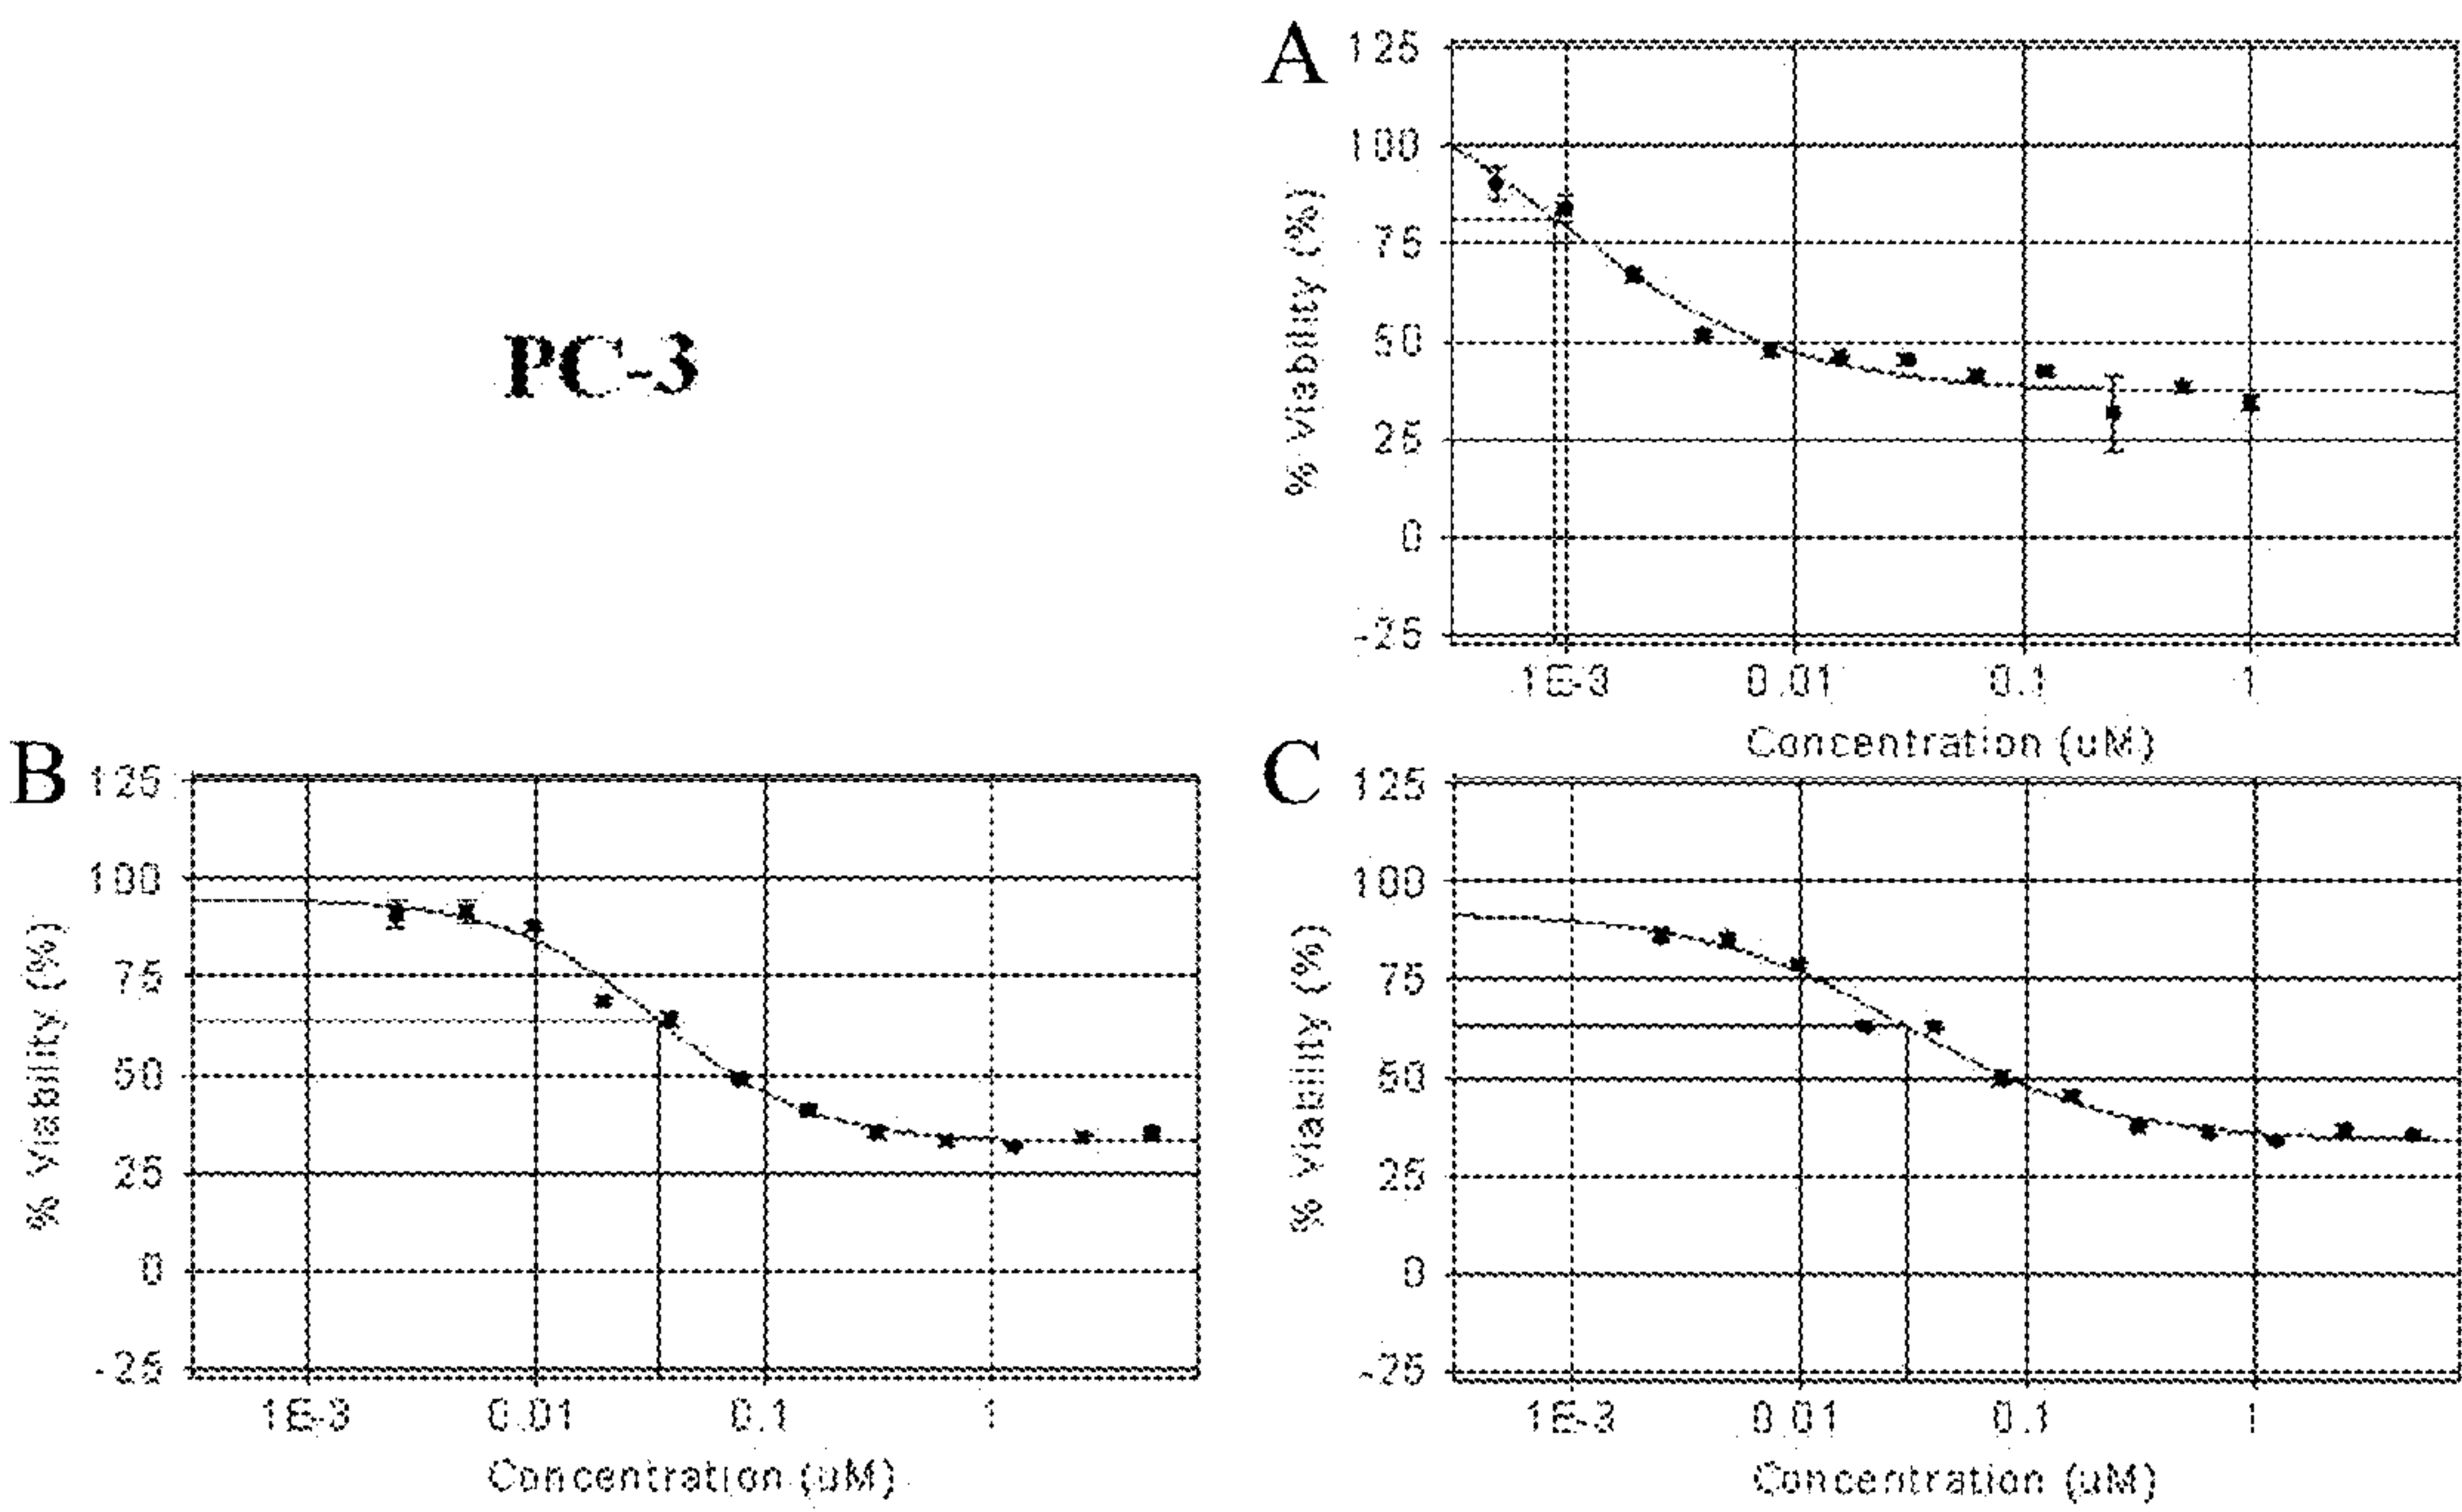 A
125
100
75
50
25
0
-25
% Viability (%)
1E-3 0.01 0.1 1
Concentration (uM)
PC-3
B
125
100
75
50
25
0
-25
% Viability (%)
1E-3 0.01 0.1 1
Concentration (uM)
C
125
100
75
50
25
0
-25
% Viability (%)
1E-3 0.01 0.1 1
Concentration (uM)